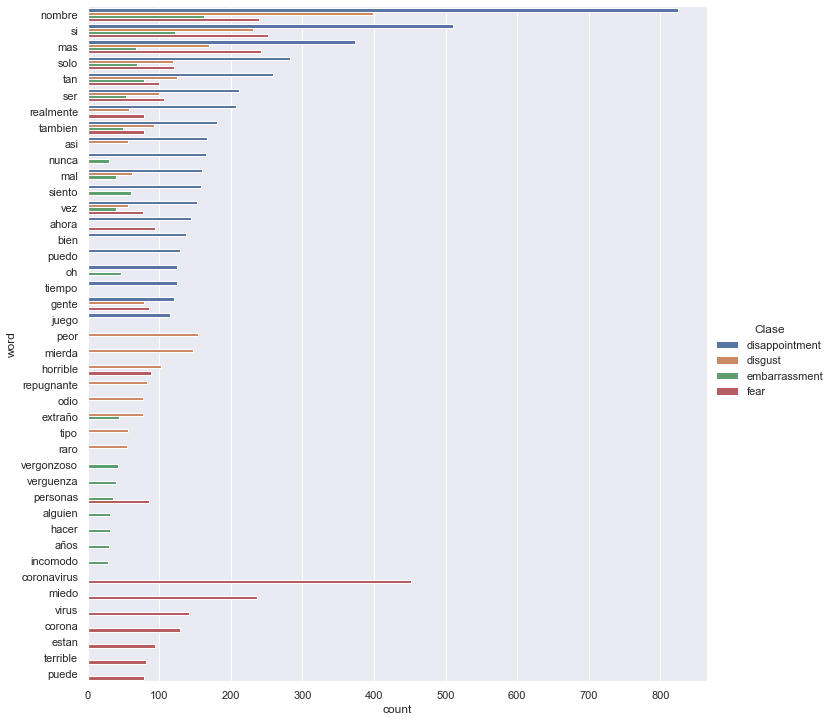 nombre
si
mas
solo
tan
ser
realmente
tambien
asi
nunca
mal
siento
vez
ahora
bien
puedo
oh
tiempo
gente
juego
peor
mierda
horrible
repugnante
odio
extraño
tipo
raro
vergonzoso
verguenza
personas
alguien
hacer
años
incomodo
coronavirus
miedo
virus
corona
estan
terrible
puede
word
0 100 200 300 400 500 600 700 800
count
Clase
disappointment
disgust
embarrassment
fear